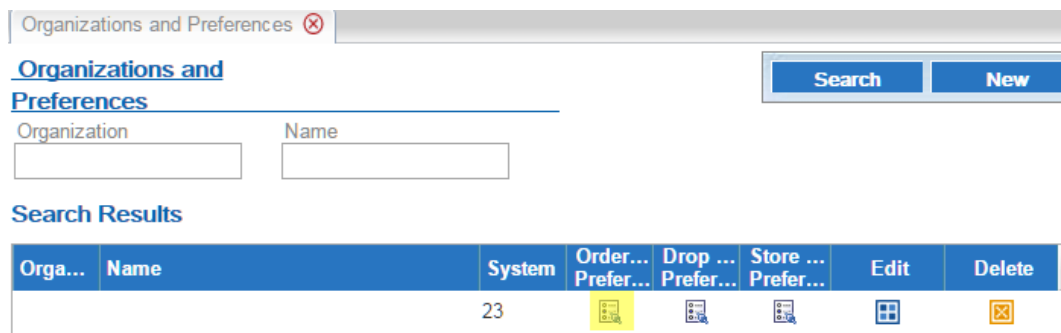 Organizations and Preferences
Organizations and
Preferences
Search New
Organization Name
Search Results
Orga... Name System Order... Prefer... Drop ... Prefer... Store ... Prefer... Edit Delete
23